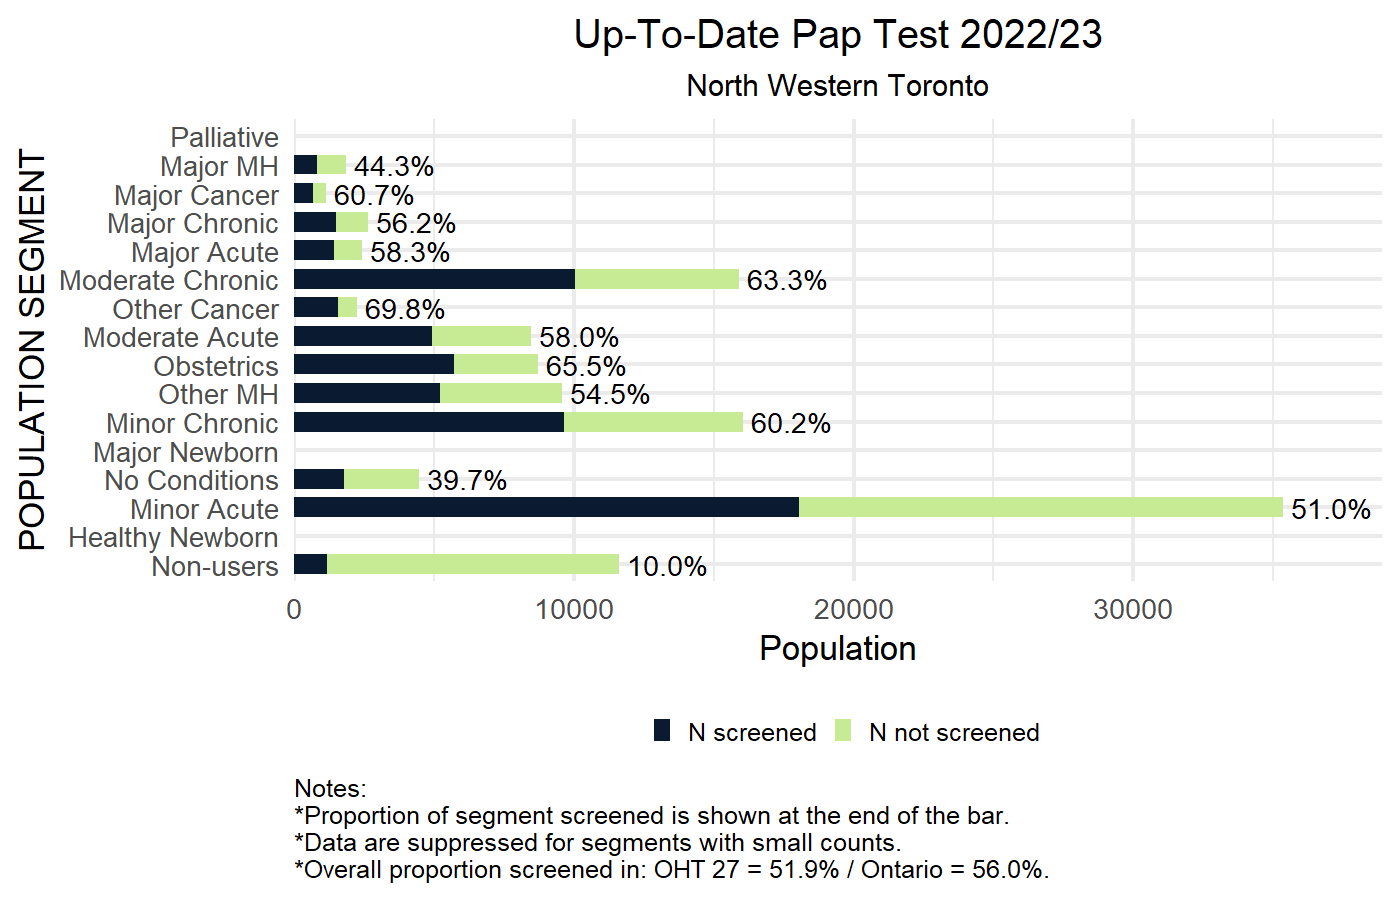 Up-To-Date Pap Test 2022/23
North Western Toronto
POPULATION SEGMENT
Palliative
Major MH 44.3%
Major Cancer 60.7%
Major Chronic 56.2%
Major Acute 58.3%
Moderate Chronic 63.3%
Other Cancer 69.8%
Moderate Acute 58.0%
Obstetrics 65.5%
Other MH 54.5%
Minor Chronic 60.2%
Major Newborn
No Conditions 39.7%
Minor Acute 51.0%
Healthy Newborn
Non-users 10.0%
0 10000 20000 30000
Population
N screened N not screened
Notes:
*Proportion of segment screened is shown at the end of the bar.
*Data are suppressed for segments with small counts.
*Overall proportion screened in: OHT 27 = 51.9% / Ontario = 56.0%.